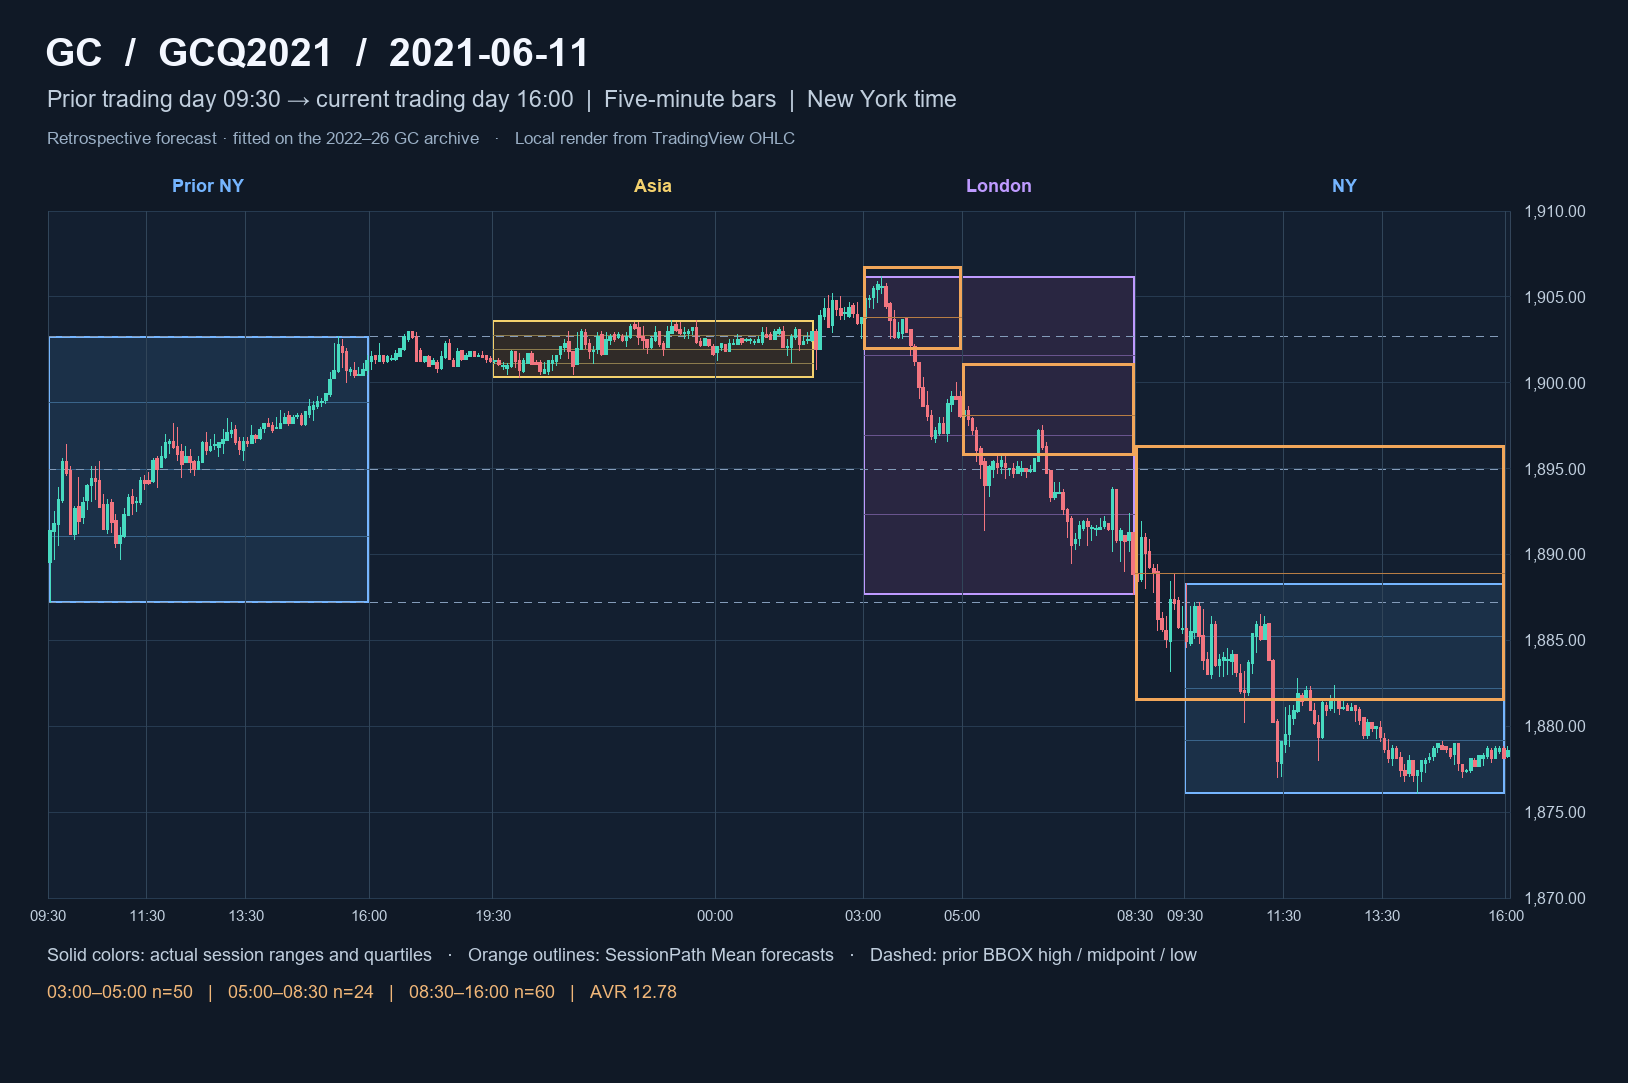 GC / GCQ2021 / 2021-06-11
Prior trading day 09:30 → current trading day 16:00 | Five-minute bars | New York time
Retrospective forecast · fitted on the 2022–26 GC archive · Local render from TradingView OHLC
Prior NY Asia London NY
1,910.00
1,905.00
1,900.00
1,895.00
1,890.00
1,885.00
1,880.00
1,875.00
1,870.00
09:30 11:30 13:30 16:00 19:30 00:00 03:00 05:00 08:30 09:30 11:30 13:30 16:00
Solid colors: actual session ranges and quartiles · Orange outlines: SessionPath Mean forecasts · Dashed: prior BBOX high / midpoint / low
03:00–05:00 n=50 | 05:00–08:30 n=24 | 08:30–16:00 n=60 | AVR 12.78